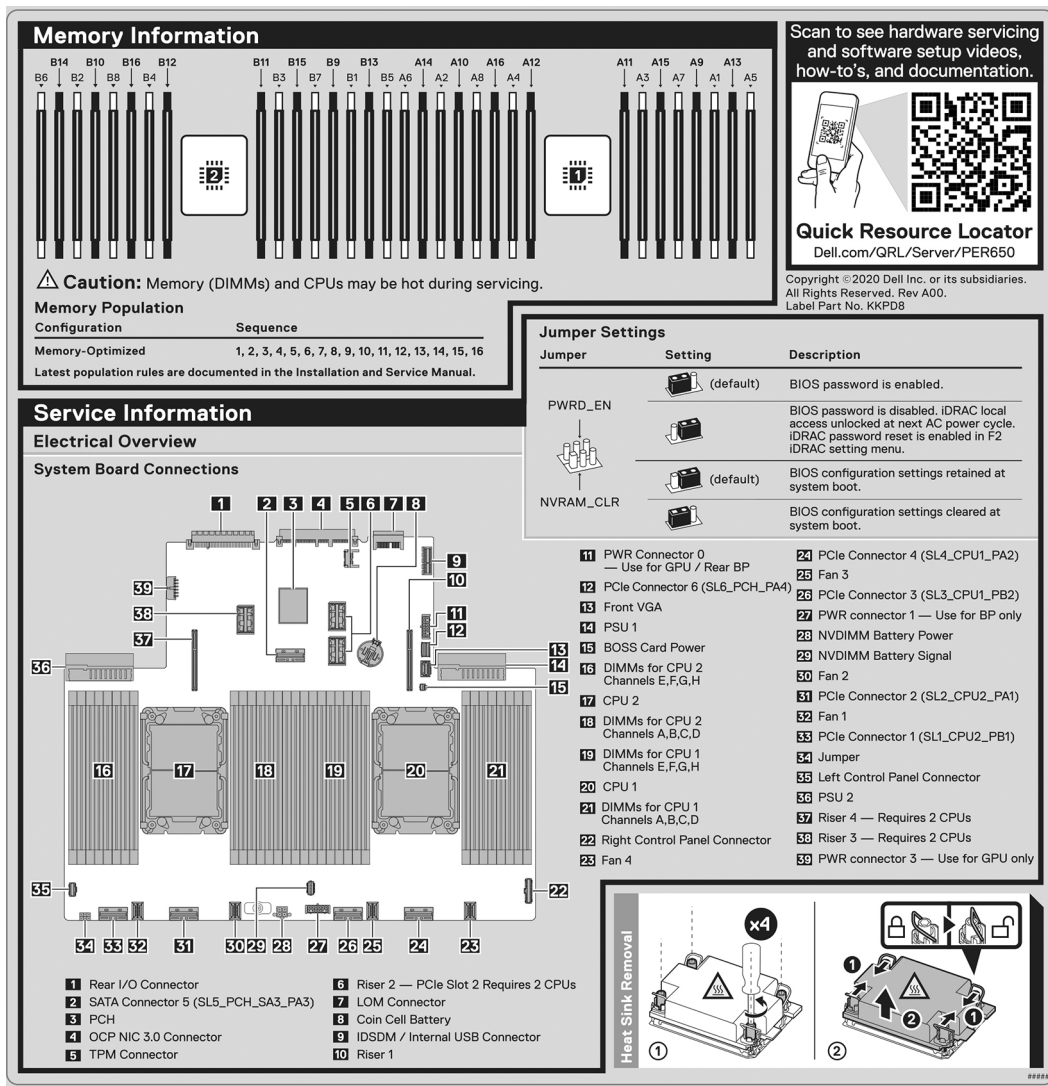 Memory Information
B14 B10 B16 B12 B11 B15 B9 B13 A14 A10 A16 A12 A11 A15 A9 A13
B6 B2 B8 B4 B3 B7 B1 B5 A6 A2 A8 A4 A3 A7 A1 A5
2
1
Caution: Memory (DIMMs) and CPUs may be hot during servicing.
Memory Population
Configuration Sequence
Memory-Optimized 1, 2, 3, 4, 5, 6, 7, 8, 9, 10, 11, 12, 13, 14, 15, 16
Latest population rules are documented in the Installation and Service Manual.
Scan to see hardware servicing
and software setup videos,
how-to's, and documentation.
Quick Resource Locator
Dell.com/QRL/Server/PER650
Copyright ©2020 Dell Inc. or its subsidiaries.
All Rights Reserved. Rev A00.
Label Part No. KKPD8
Jumper Settings
Jumper Setting Description
PWRD_EN
NVRAM_CLR
(default) BIOS password is enabled.
BIOS password is disabled. iDRAC local
access unlocked at next AC power cycle.
iDRAC password reset is enabled in F2
iDRAC setting menu.
(default) BIOS configuration settings retained at
system boot.
BIOS configuration settings cleared at
system boot.
Service Information
Electrical Overview
System Board Connections
1 2 3 4 5 6 7 8
9
10
11
12
13
14
15
39
38
37
36
16 17 18 19 20 21
35
22
34 33 32 31 30 29 28 27 26 25 24 23
1 Rear I/O Connector
2 SATA Connector 5 (SL5_PCH_SA3_PA3)
3 PCH
4 OCP NIC 3.0 Connector
5 TPM Connector
6 Riser 2 — PCIe Slot 2 Requires 2 CPUs
7 LOM Connector
8 Coin Cell Battery
9 IDSDM / Internal USB Connector
10 Riser 1
11 PWR Connector 0
— Use for GPU / Rear BP
12 PCIe Connector 6 (SL6_PCH_PA4)
13 Front VGA
14 PSU 1
15 BOSS Card Power
16 DIMMs for CPU 2
Channels E,F,G,H
17 CPU 2
18 DIMMs for CPU 2
Channels A,B,C,D
19 DIMMs for CPU 1
Channels E,F,G,H
20 CPU 1
21 DIMMs for CPU 1
Channels A,B,C,D
22 Right Control Panel Connector
23 Fan 4
24 PCIe Connector 4 (SL4_CPU1_PA2)
25 Fan 3
26 PCIe Connector 3 (SL3_CPU1_PB2)
27 PWR connector 1 — Use for BP only
28 NVDIMM Battery Power
29 NVDIMM Battery Signal
30 Fan 2
31 PCIe Connector 2 (SL2_CPU2_PA1)
32 Fan 1
33 PCIe Connector 1 (SL1_CPU2_PB1)
34 Jumper
35 Left Control Panel Connector
36 PSU 2
37 Riser 4 — Requires 2 CPUs
38 Riser 3 — Requires 2 CPUs
39 PWR connector 3 — Use for GPU only
Heat Sink Removal
x4
1
1
2
1
2
#####